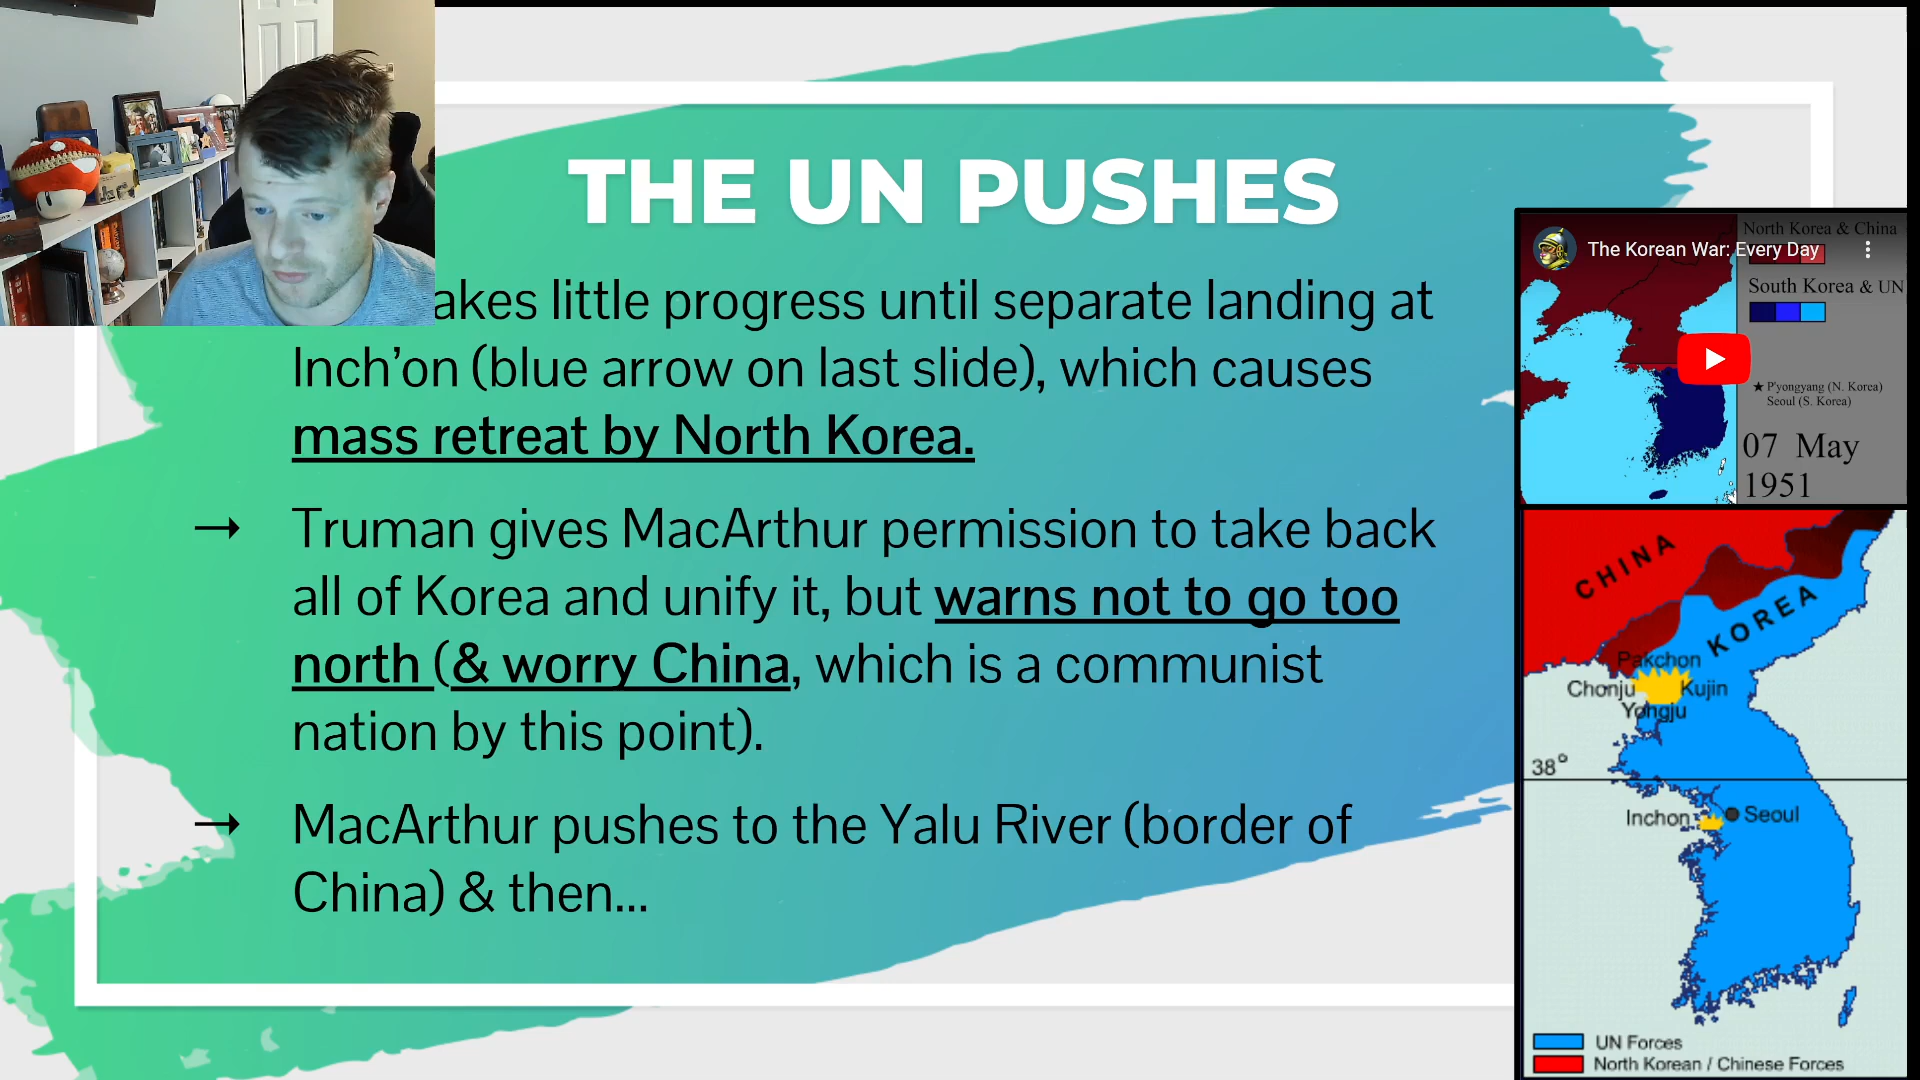 THE UN PUSHES
akes little progress until separate landing at
Inch’on (blue arrow on last slide), which causes
mass retreat by North Korea.
→ Truman gives MacArthur permission to take back
all of Korea and unify it, but warns not to go too
north (& worry China, which is a communist
nation by this point).
→ MacArthur pushes to the Yalu River (border of
China) & then...
North Korea & China
The Korean War: Every Day
South Korea & UN
★ P'yongyang (N. Korea)
Seoul (S. Korea)
07 May
1951
CHINA
KOREA
Pakchon
Chonju
Kujin
Yongju
38°
Inchon
Seoul
UN Forces
North Korean / Chinese Forces